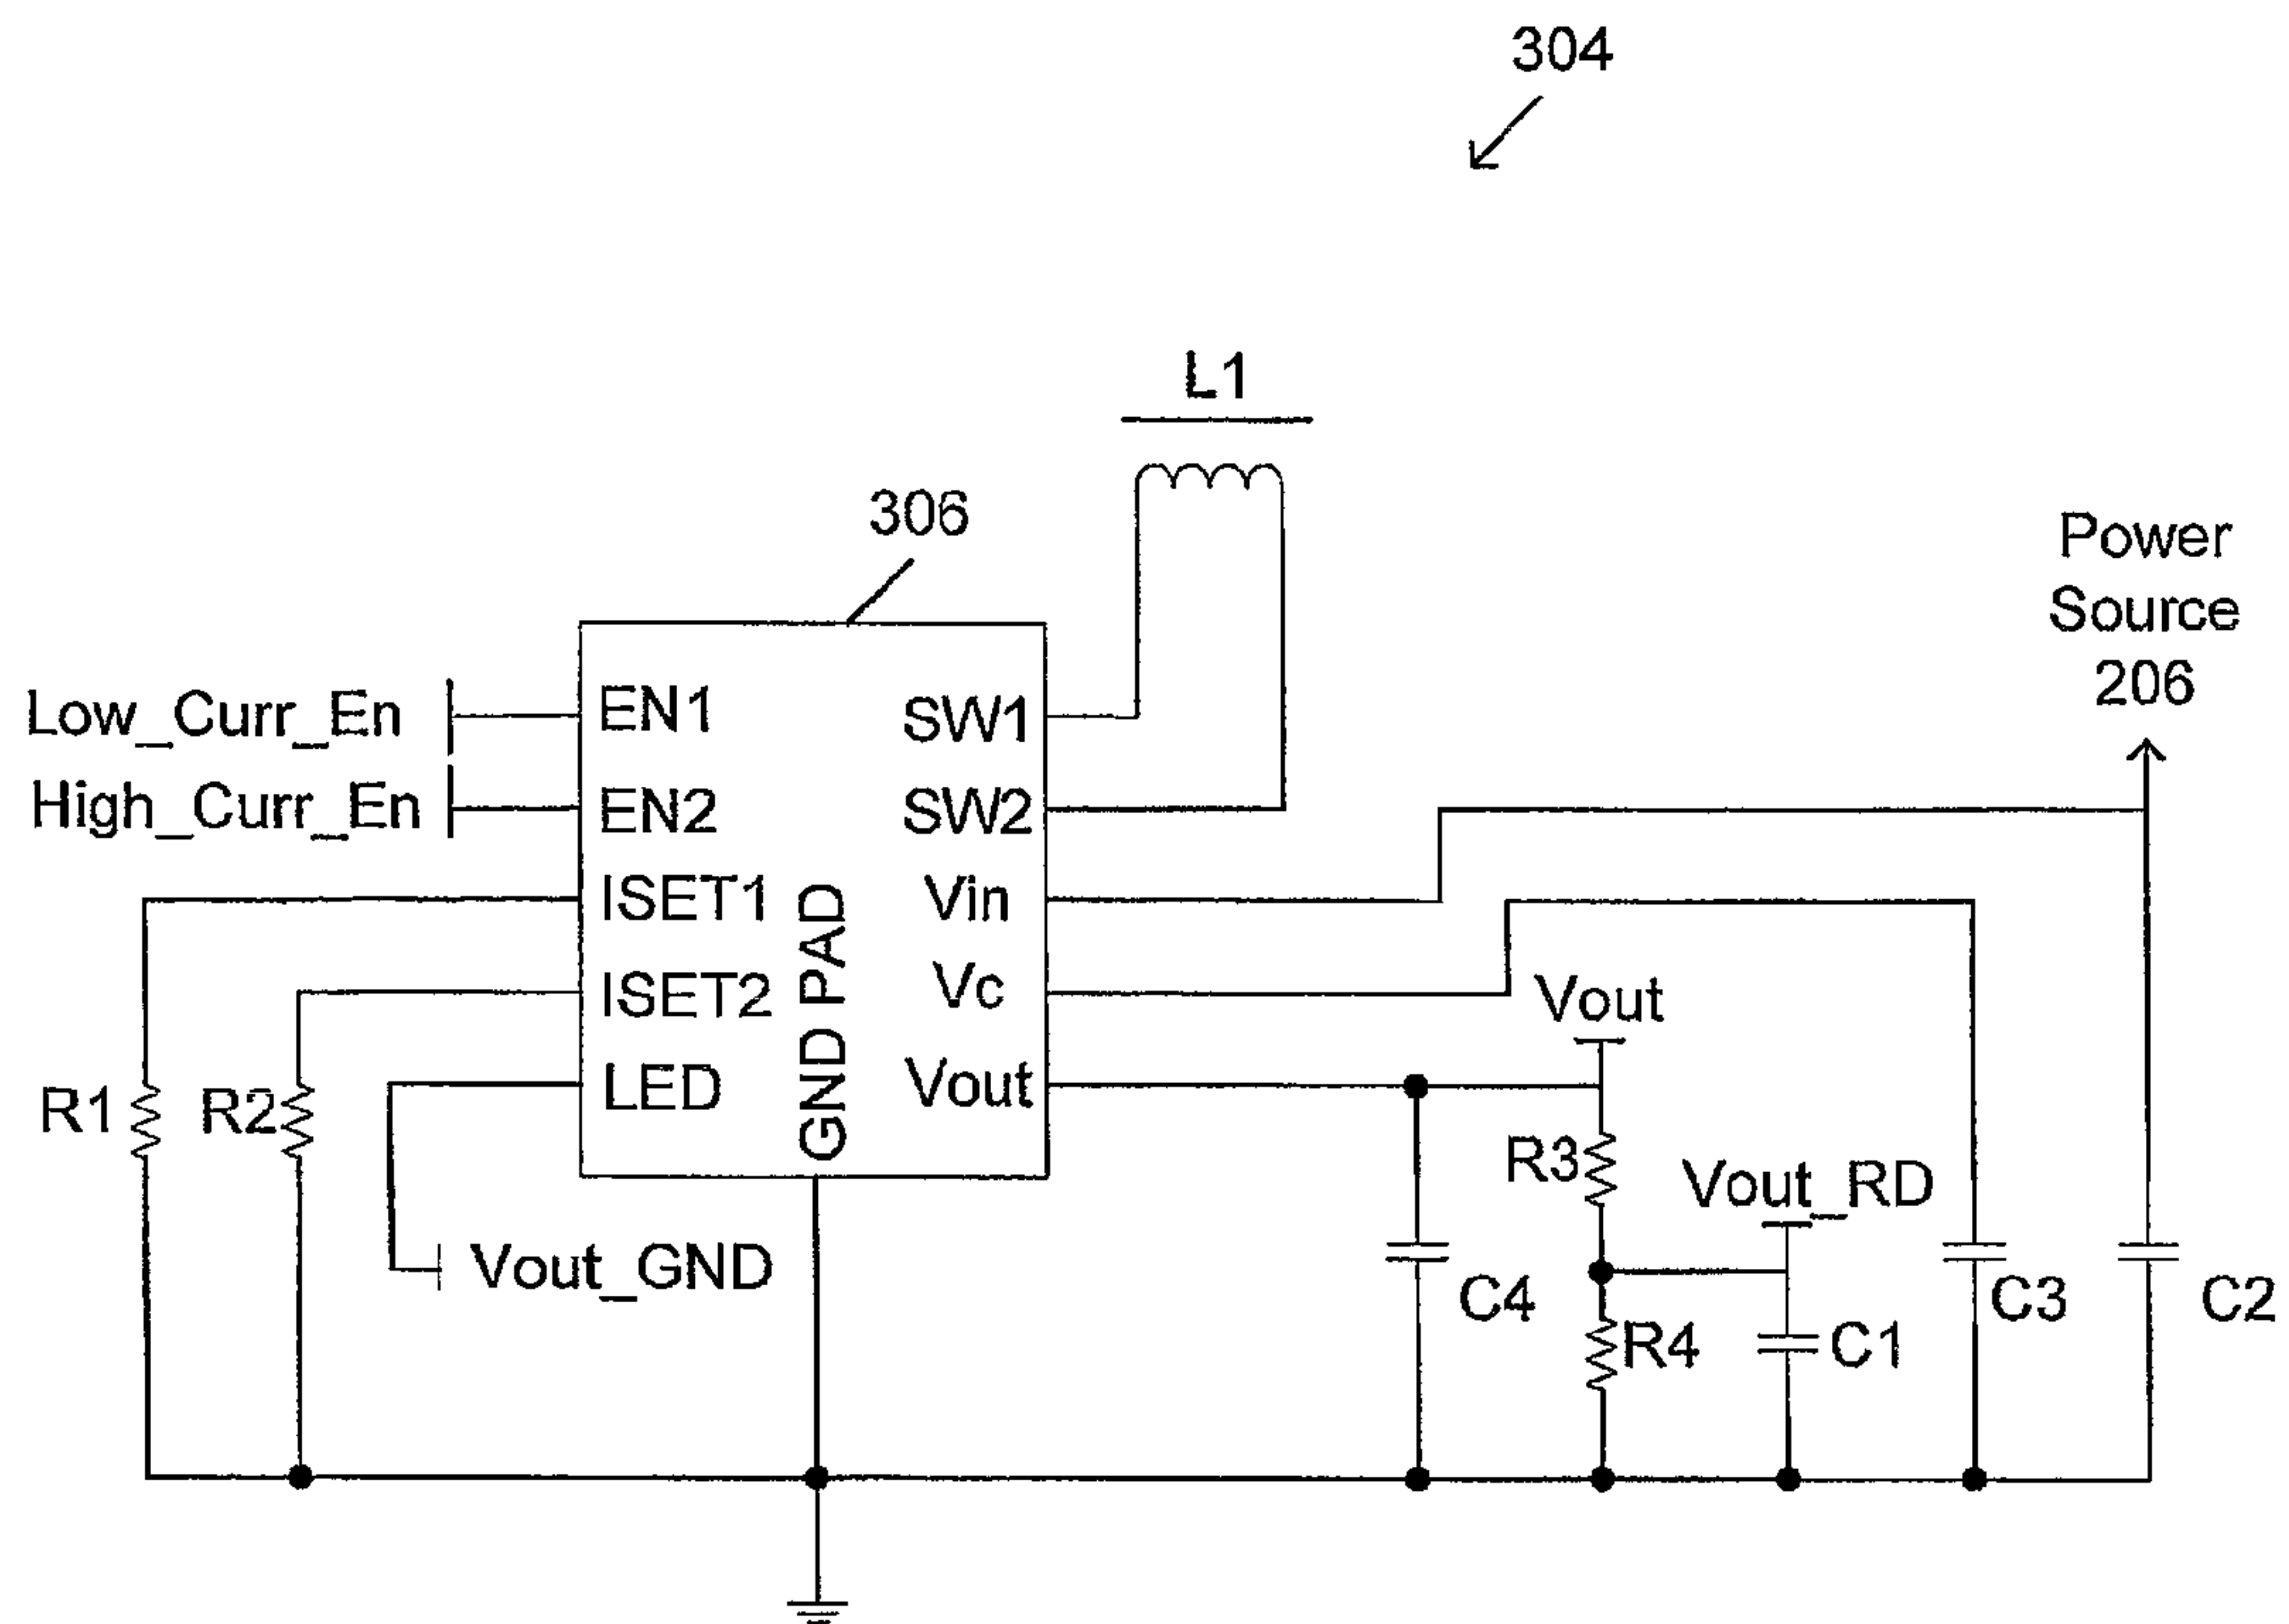 304
L1
306
Power
Source
206
Low_Curr_En
High_Curr_En
EN1
EN2
ISET1
ISET2
LED
GND PAD
SW1
SW2
Vin
Vc
Vout
Vout
R1
R2
Vout_GND
R3
Vout_RD
C4
R4
C1
C3
C2